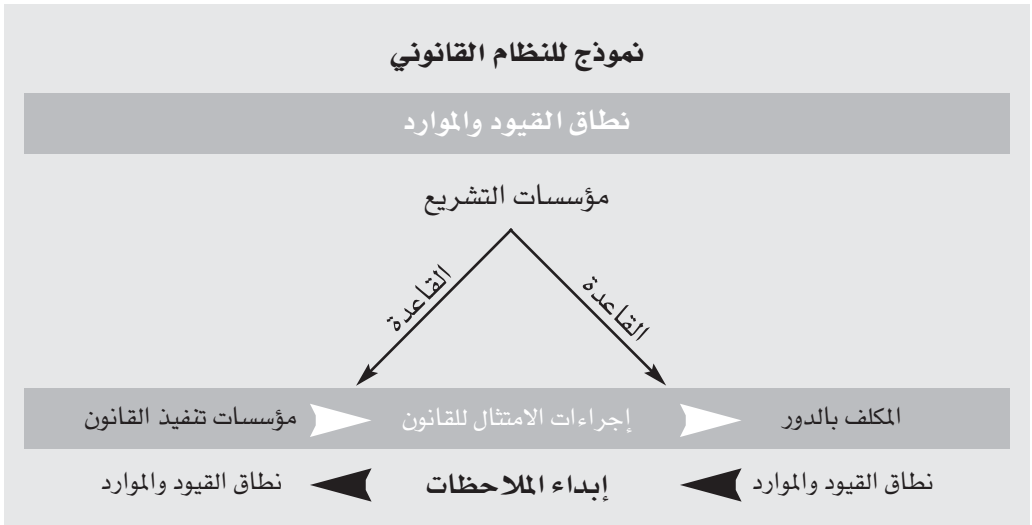 نموذج للنظام القانوني
نطاق القيود والموارد
مؤسسات التشريع
القاعدة
القاعدة
المكلف بالدور
إجراءات الامتثال للقانون
مؤسسات تنفيذ القانون
نطاق القيود والموارد
إبداء الملاحظات
نطاق القيود والموارد